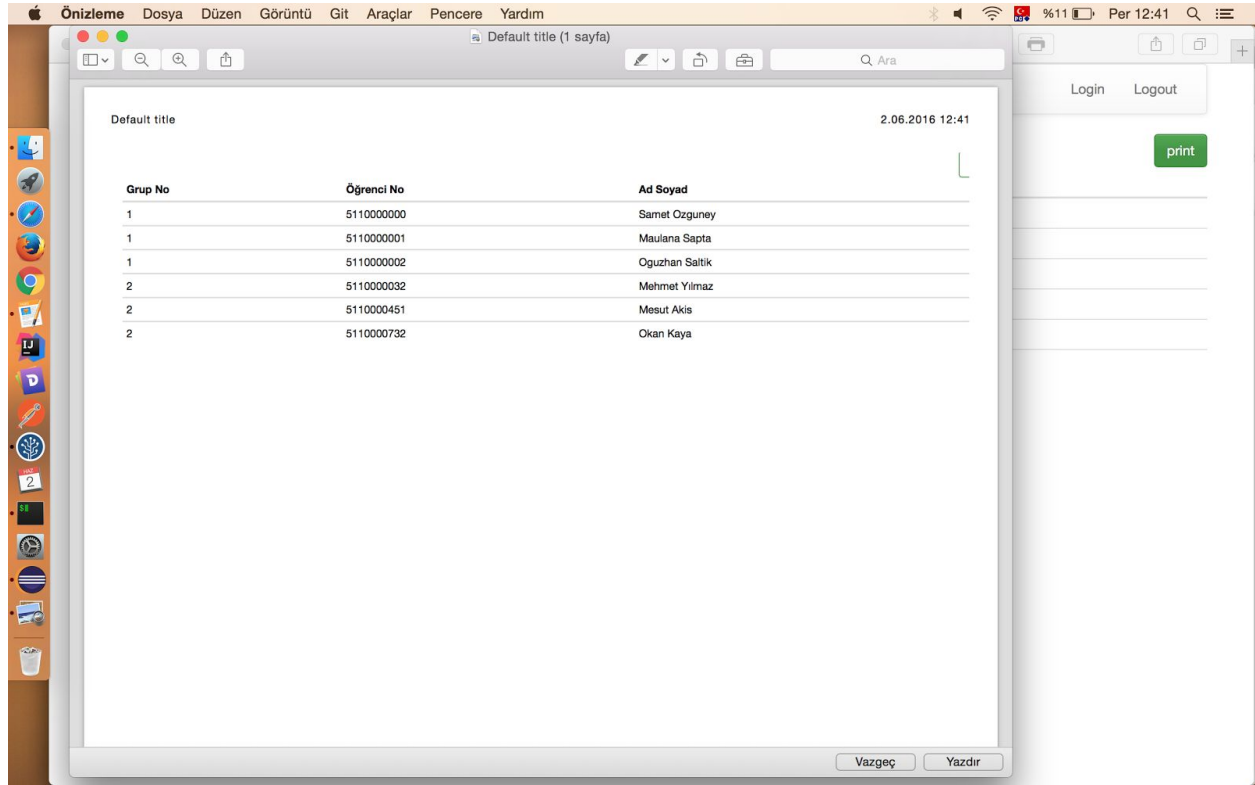 Önizleme Dosya Düzen Görüntü Git Araçlar Pencere Yardım %11 Per 12:41
Default title (1 sayfa)
Ara
Login Logout
Default title 2.06.2016 12:41
print
Grup No Öğrenci No Ad Soyad
1 5110000000 Samet Ozguney
1 5110000001 Maulana Sapta
1 5110000002 Oguzhan Saltik
2 5110000032 Mehmet Yılmaz
2 5110000451 Mesut Akis
2 5110000732 Okan Kaya
IJ
D
HAZ
2
$
Vazgeç Yazdır